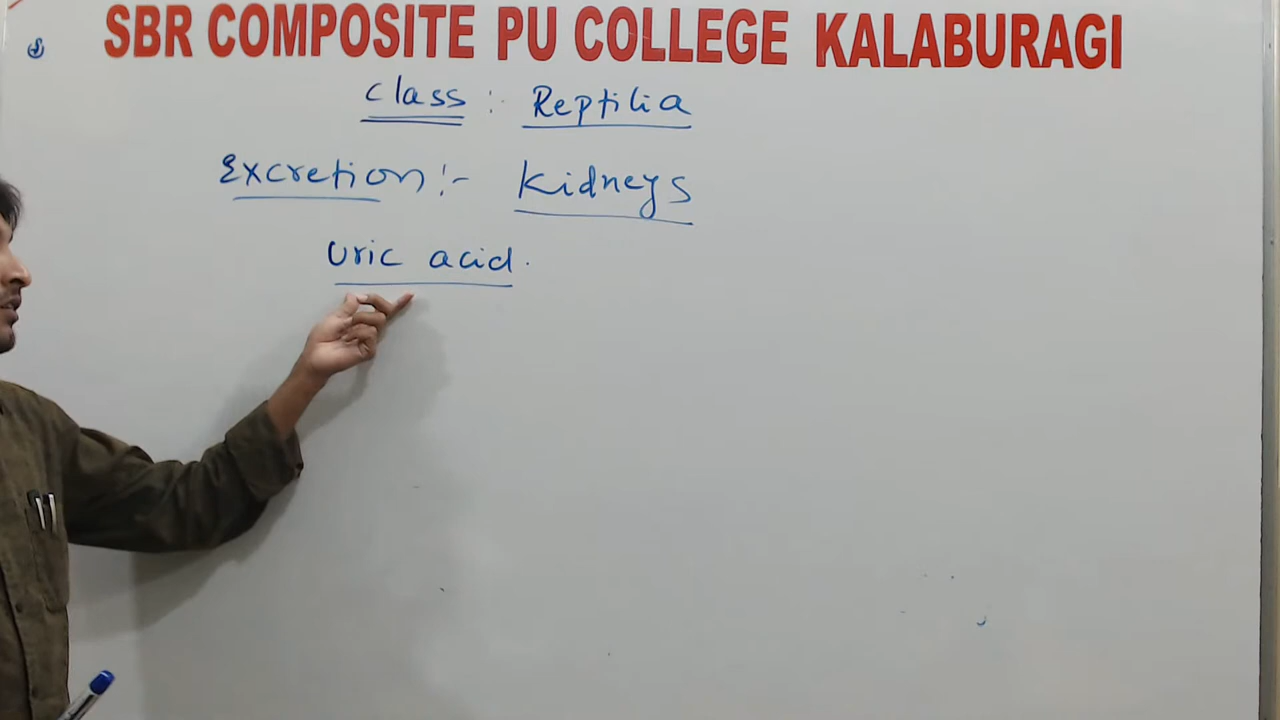 SBR COMPOSITE PU COLLEGE KALABURAGI
class : Reptilia
Excretion :- Kidneys
Uric acid.